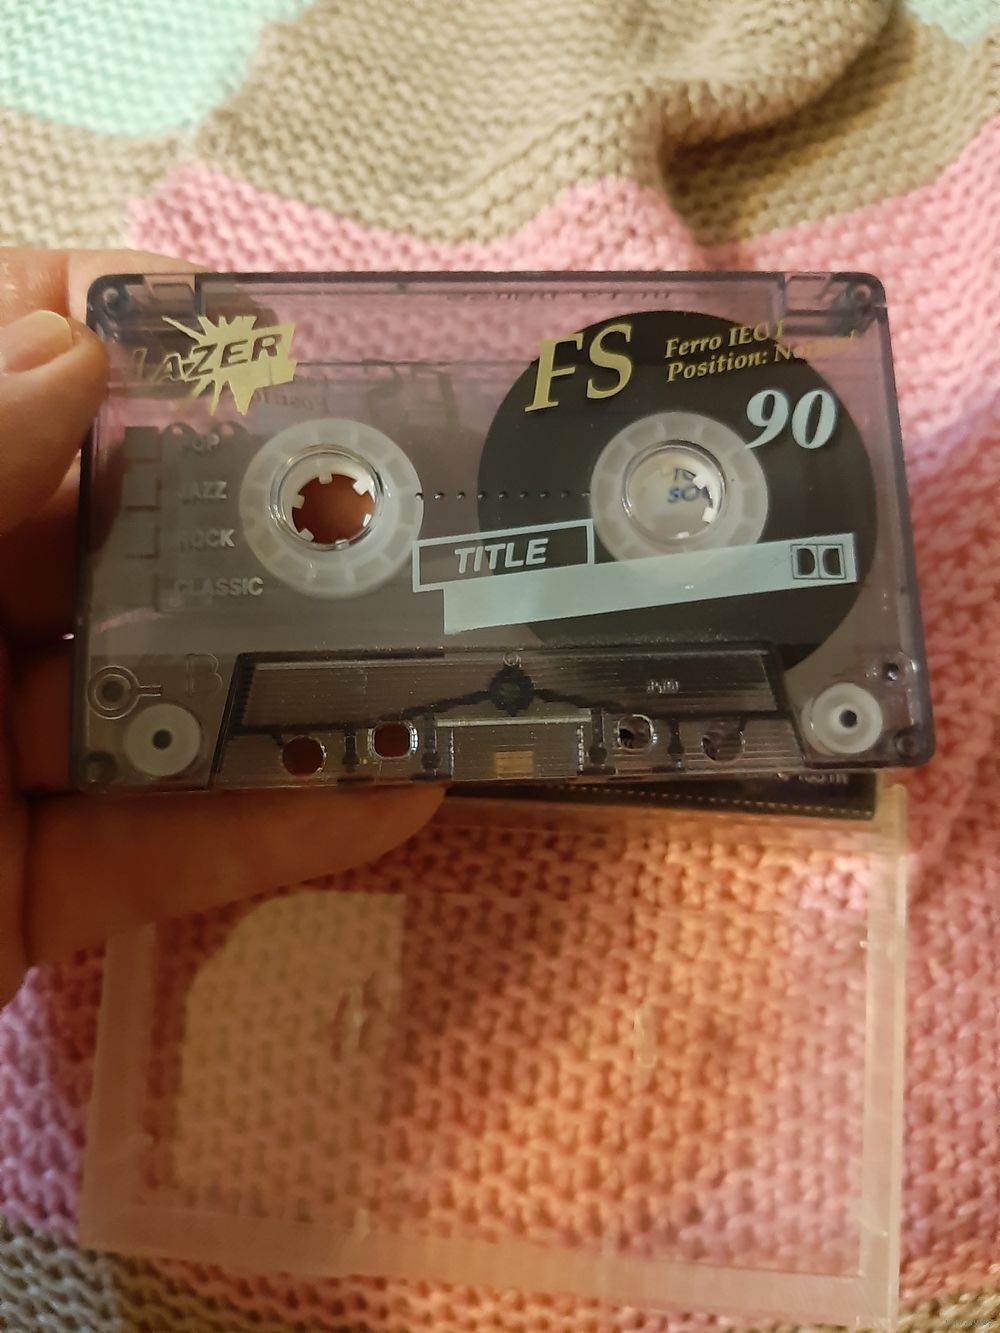 LAZER
FS
Ferro IEC I
Position: Normal
90
POP
JAZZ
ROCK
CLASSIC
TITLE
B